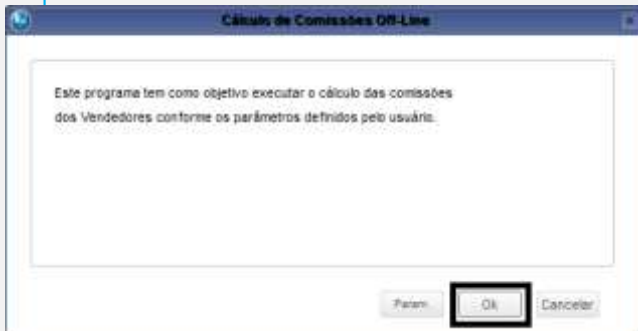 Cálculo de Comissões Off-Line
Este programa tem como objetivo executar o cálculo das comissões
dos Vendedores conforme os parâmetros definidos pelo usuário.
Param
Ok
Cancelar